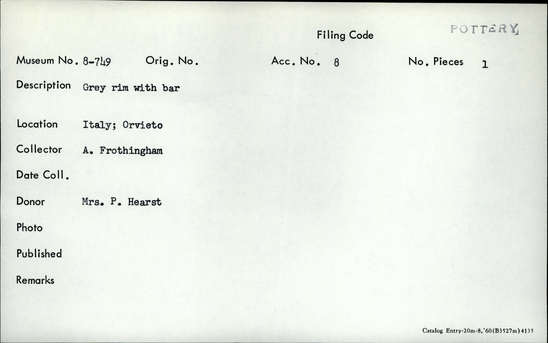 Filing Code POTTERY
Museum No. 8-749 Orig. No. Acc. No. 8 No. Pieces 1
Description Grey rim with bar
Location Italy; Orvieto
Collector A. Frothingham
Date Coll.
Donor Mrs. P. Hearst
Photo
Published
Remarks
Catalog Entry-20m-8,'60(B3527m)4135